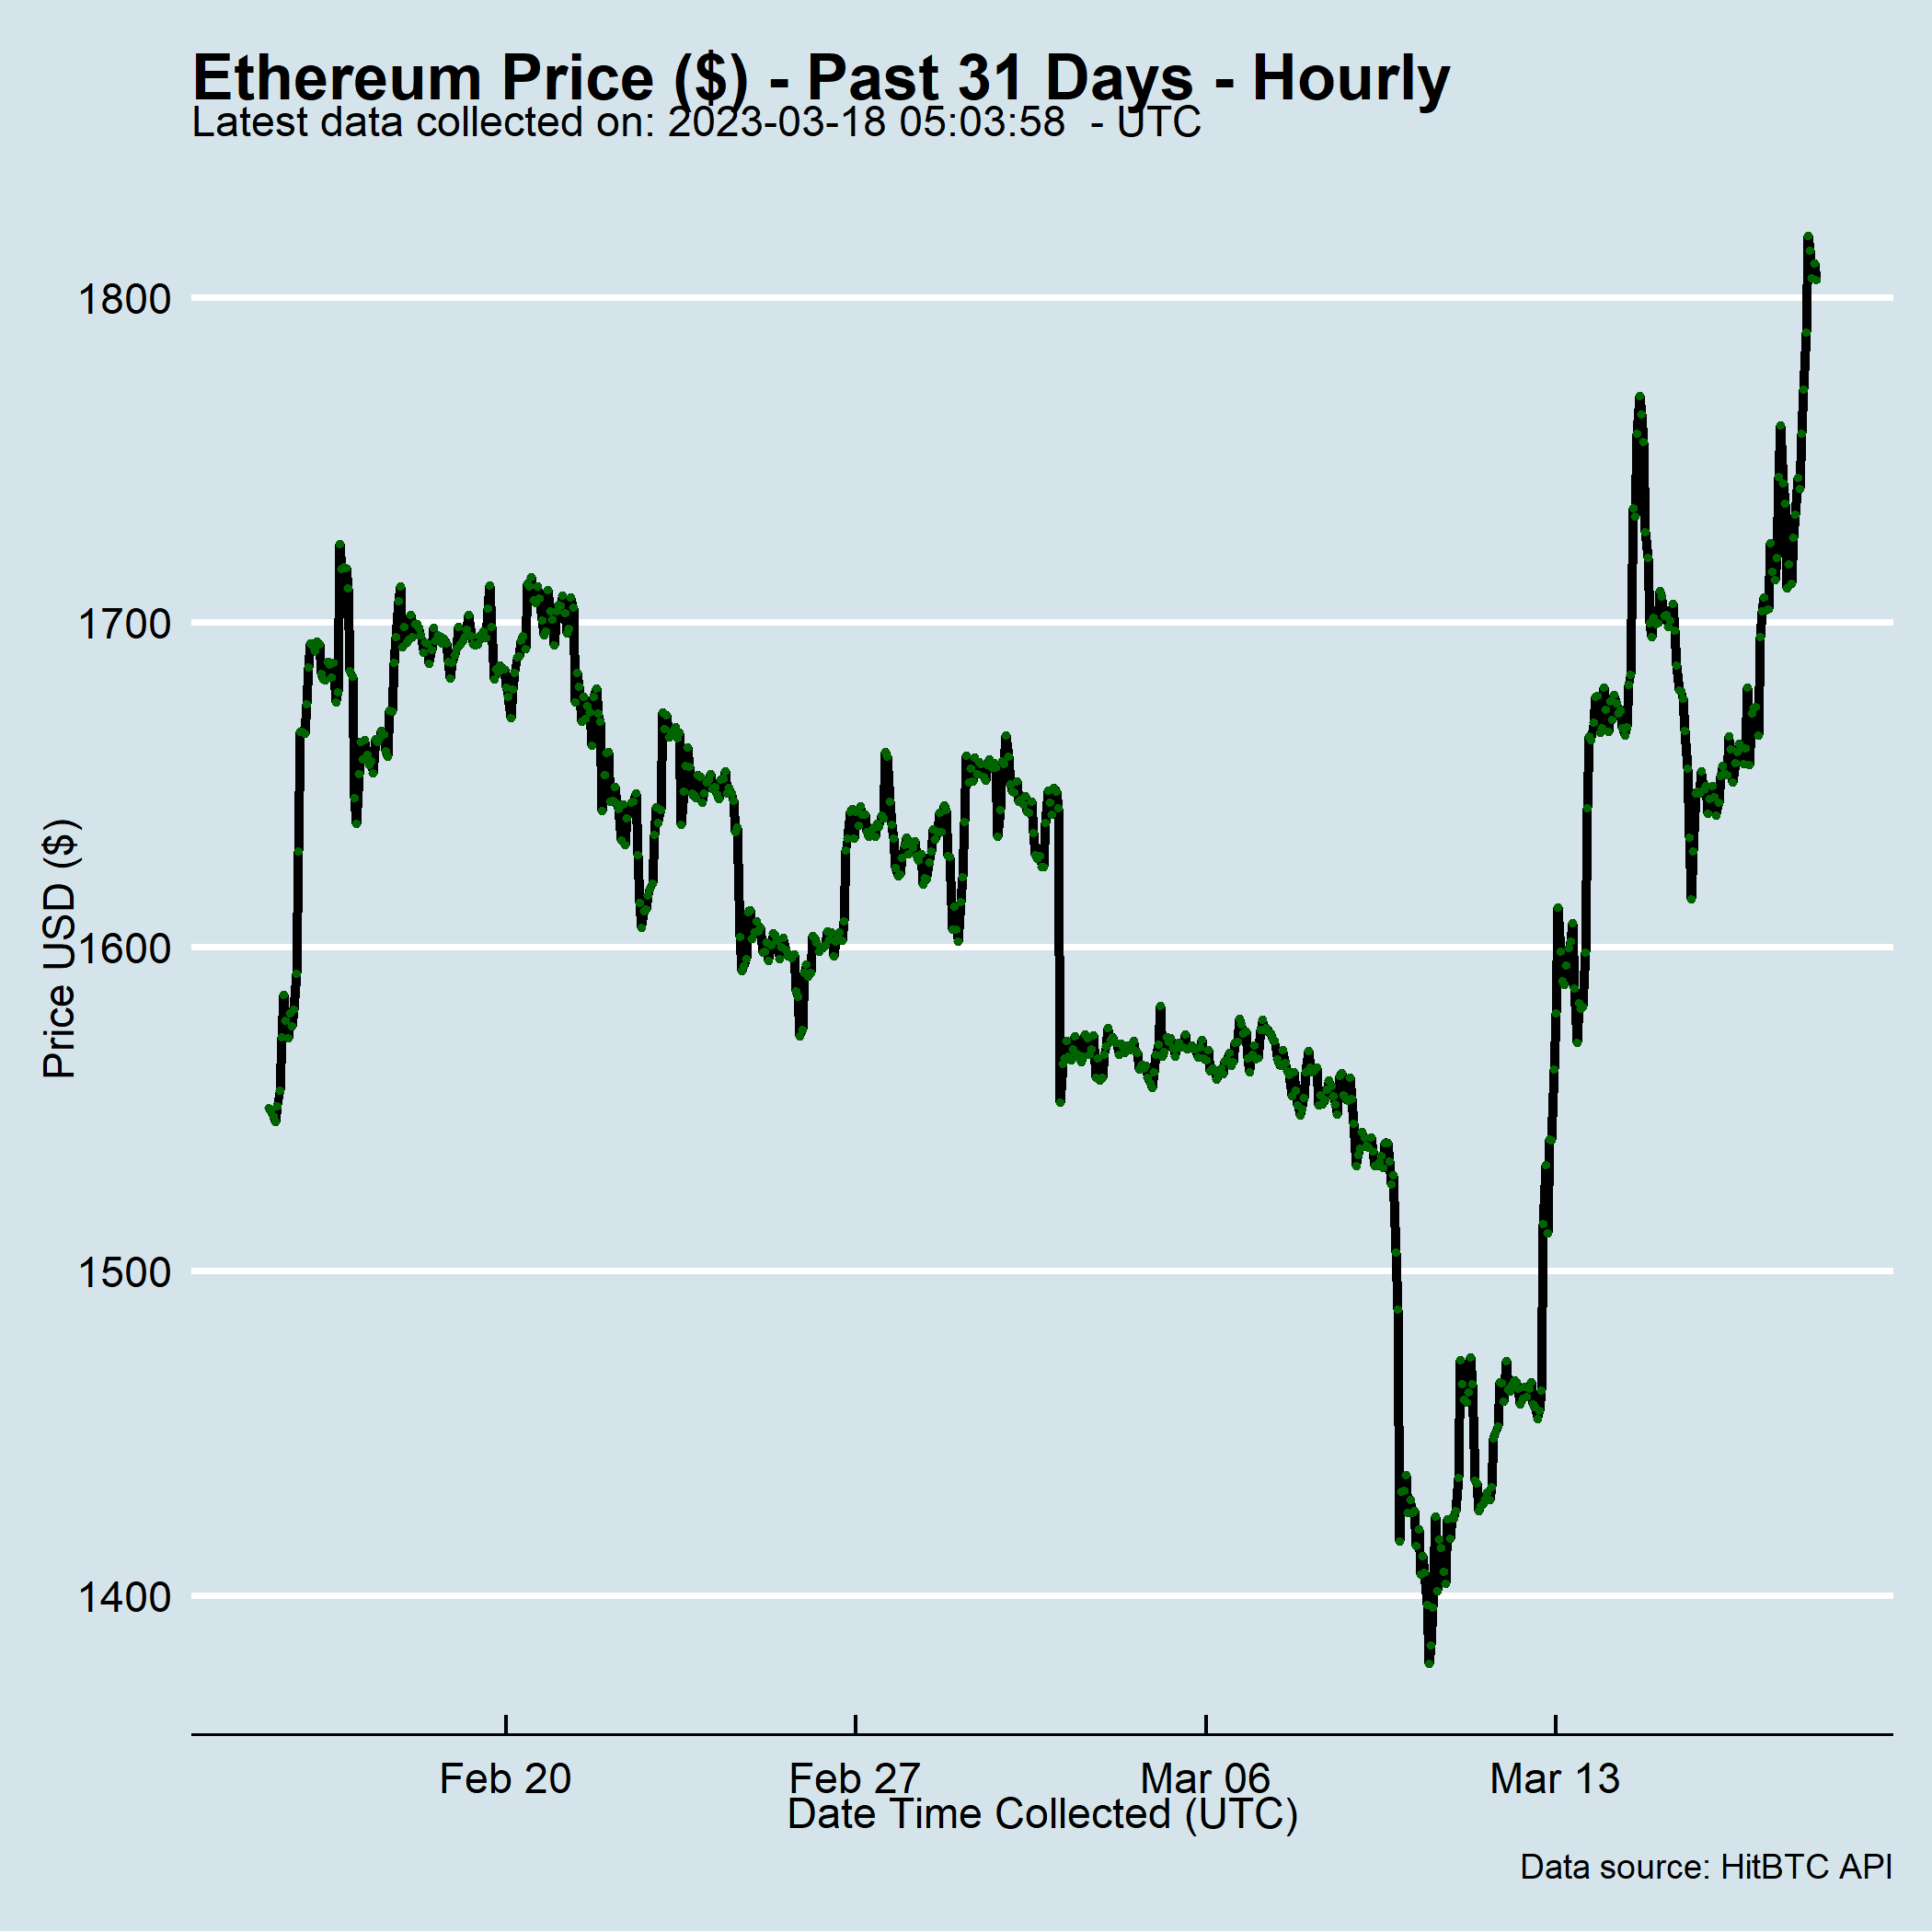 Ethereum Price ($) - Past 31 Days - Hourly
Latest data collected on: 2023-03-18 05:03:58  - UTC
1800
1700
1600
1500
1400
Price USD ($)
Feb 20
Feb 27
Mar 06
Mar 13
Date Time Collected (UTC)
Data source: HitBTC API